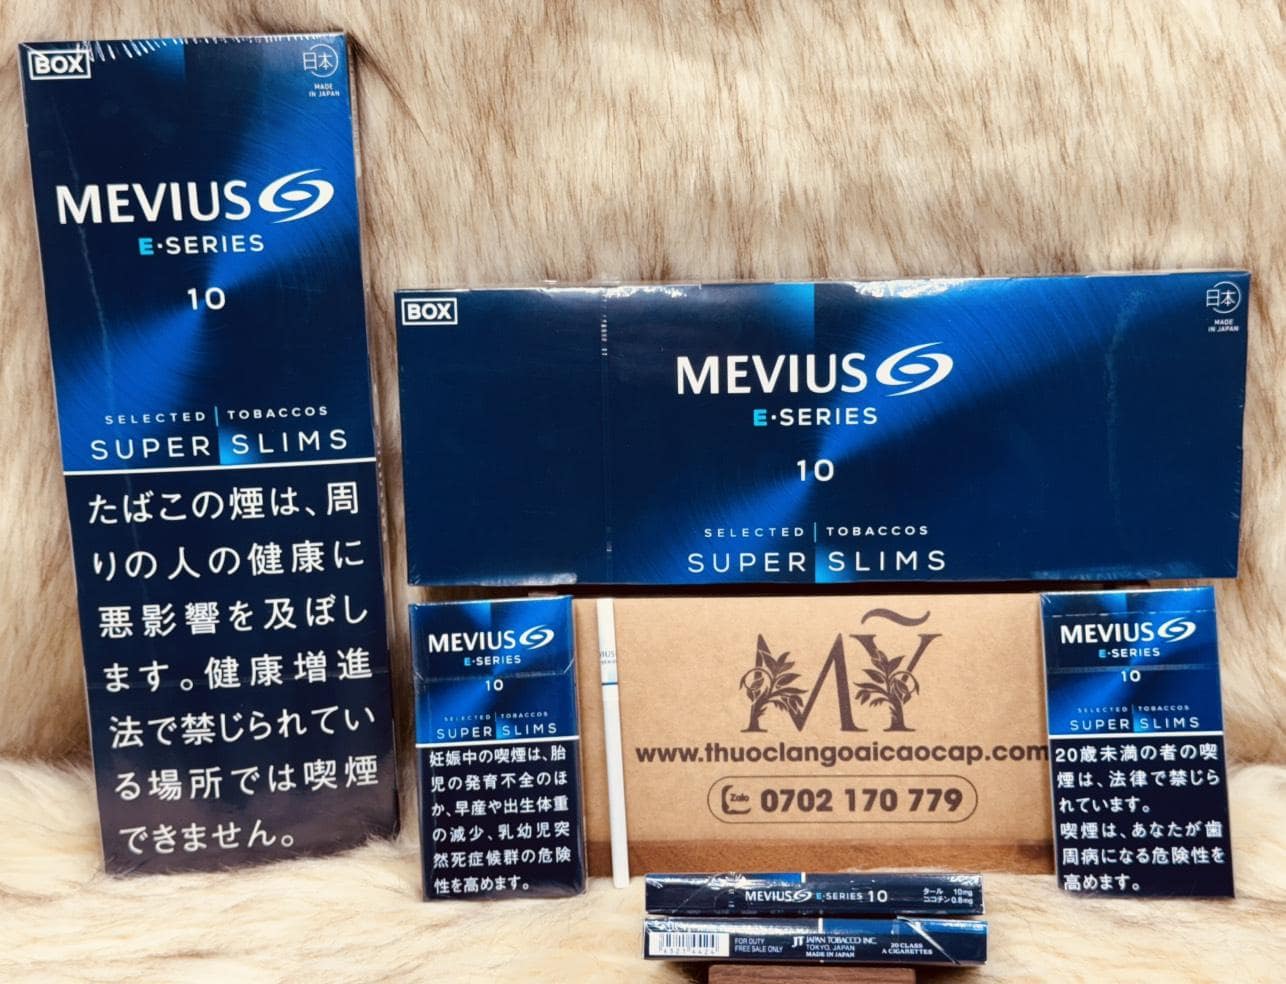 BOX
日本
MADE
IN JAPAN
MEVIUS
E·SERIES
10
SELECTED TOBACCOS
SUPER SLIMS
たばこの煙は、周
りの人の健康に
悪影響を及ぼし
ます。健康増進
法で禁じられてい
る場所では喫煙
できません。
BOX
日本
MADE
IN JAPAN
MEVIUS
E·SERIES
10
SELECTED TOBACCOS
SUPER SLIMS
MEVIUS
E·SERIES
10
SELECTED TOBACCOS
SUPER SLIMS
妊娠中の喫煙は、胎
児の発育不全のほ
か、早産や出生体重
の減少、乳幼児突
然死症候群の危険
性を高めます。
MỸ
www.thuoclangoaicaocap.com
Zalo 0702 170 779
MEVIUS
E·SERIES
10
SELECTED TOBACCOS
SUPER SLIMS
20歳未満の者の喫
煙は、法律で禁じら
れています。
喫煙は、あなたが歯
周病になる危険性を
高めます。
MEVIUS E·SERIES 10
タール 10mg
ニコチン 0.8mg
FOR DUTY
FREE SALE ONLY
JT JAPAN TOBACCO INC.
TOKYO, JAPAN
MADE IN JAPAN
20 CLASS
A CIGARETTES